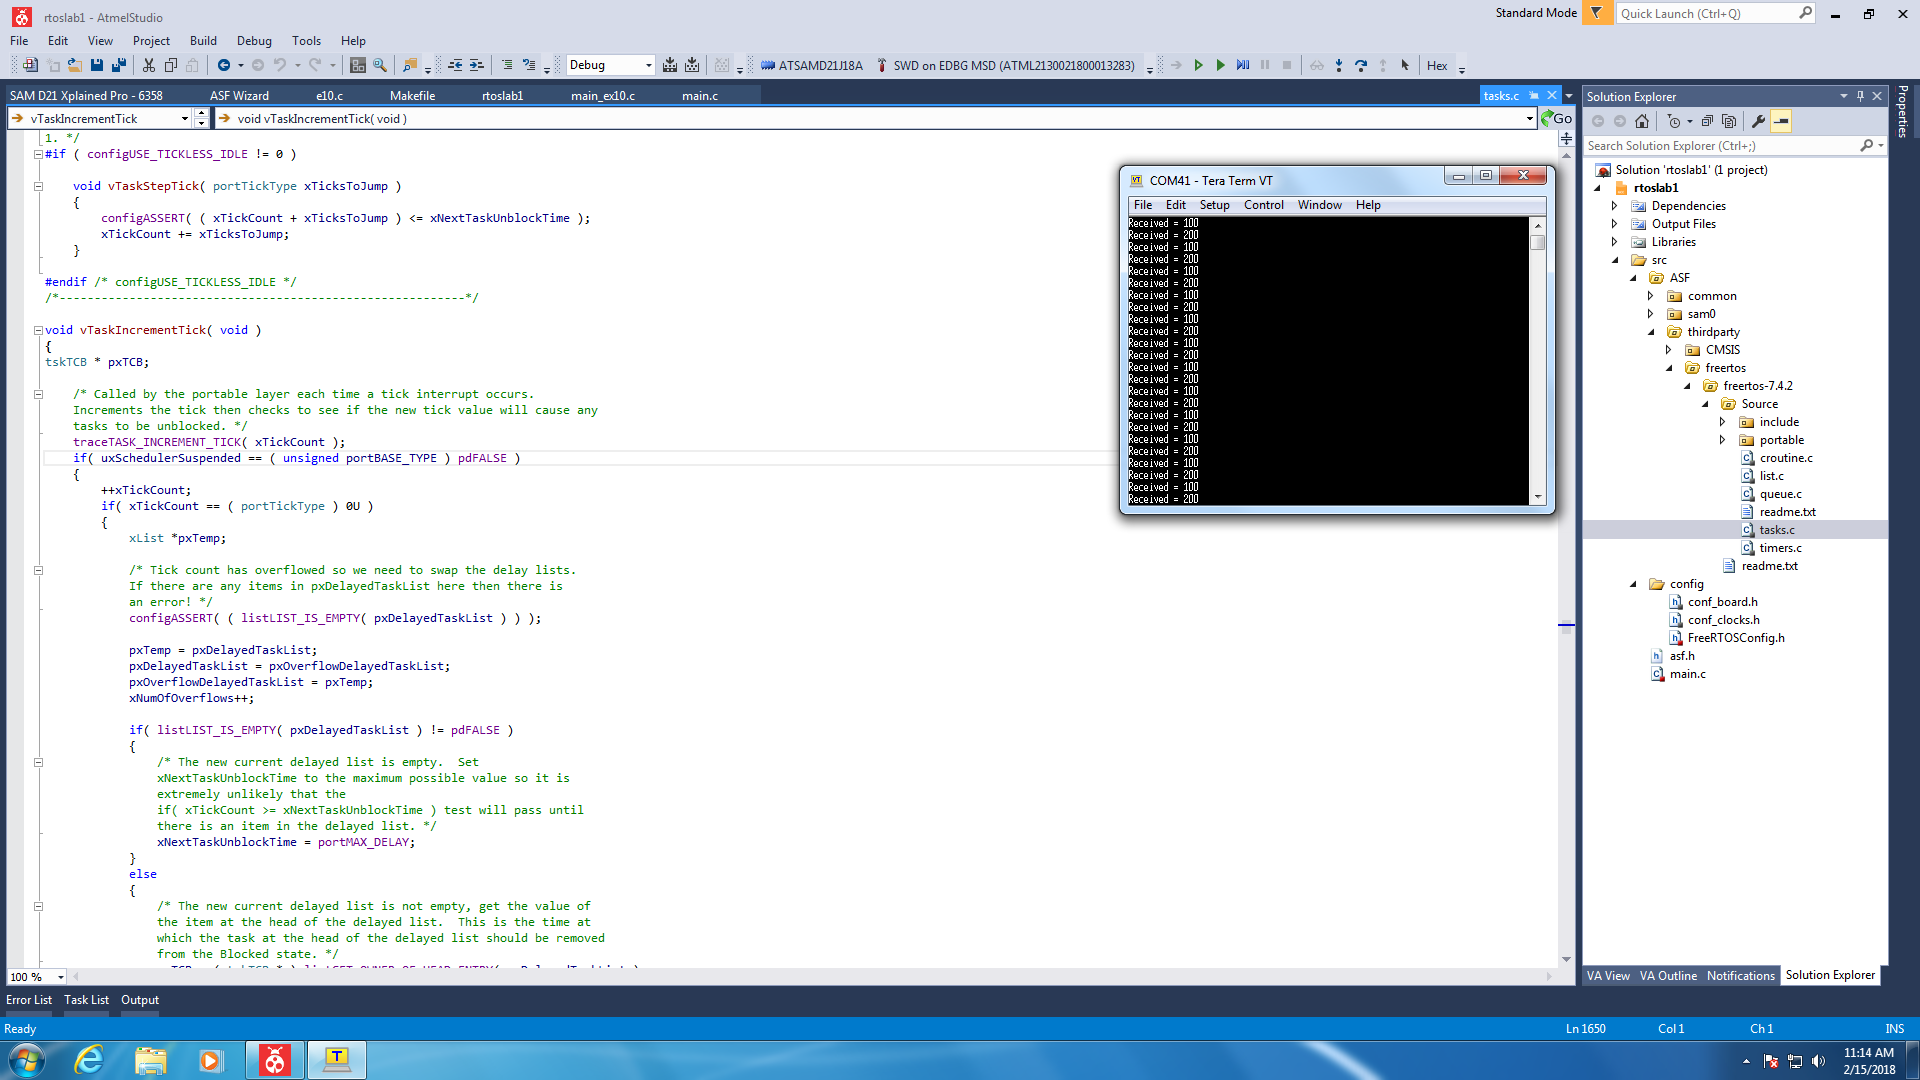 rtoslab1 - AtmelStudio
Standard Mode
Quick Launch (Ctrl+Q)
File Edit View Project Build Debug Tools Help
Debug ATSAMD21J18A SWD on EDBG MSD (ATML2130021800013283) Hex
SAM D21 Xplained Pro - 6358 ASF Wizard e10.c Makefile rtoslab1 main_ex10.c main.c tasks.c
vTaskIncrementTick void vTaskIncrementTick( void ) Go
1. */
#if ( configUSE_TICKLESS_IDLE != 0 )
void vTaskStepTick( portTickType xTicksToJump )
{
configASSERT( ( xTickCount + xTicksToJump ) <= xNextTaskUnblockTime );
xTickCount += xTicksToJump;
}
#endif /* configUSE_TICKLESS_IDLE */
/*----------------------------------------------------------*/
void vTaskIncrementTick( void )
{
tskTCB * pxTCB;
/* Called by the portable layer each time a tick interrupt occurs.
Increments the tick then checks to see if the new tick value will cause any
tasks to be unblocked. */
traceTASK_INCREMENT_TICK( xTickCount );
if( uxSchedulerSuspended == ( unsigned portBASE_TYPE ) pdFALSE )
{
++xTickCount;
if( xTickCount == ( portTickType ) 0U )
{
xList *pxTemp;
/* Tick count has overflowed so we need to swap the delay lists.
If there are any items in pxDelayedTaskList here then there is
an error! */
configASSERT( ( listLIST_IS_EMPTY( pxDelayedTaskList ) ) );
pxTemp = pxDelayedTaskList;
pxDelayedTaskList = pxOverflowDelayedTaskList;
pxOverflowDelayedTaskList = pxTemp;
xNumOfOverflows++;
if( listLIST_IS_EMPTY( pxDelayedTaskList ) != pdFALSE )
{
/* The new current delayed list is empty.  Set
xNextTaskUnblockTime to the maximum possible value so it is
extremely unlikely that the
if( xTickCount >= xNextTaskUnblockTime ) test will pass until
there is an item in the delayed list. */
xNextTaskUnblockTime = portMAX_DELAY;
}
else
{
/* The new current delayed list is not empty, get the value of
the item at the head of the delayed list.  This is the time at
which the task at the head of the delayed list should be removed
from the Blocked state. */
100 %
COM41 - Tera Term VT
File Edit Setup Control Window Help
Received = 100
Received = 200
Received = 100
Received = 200
Received = 100
Received = 200
Received = 100
Received = 200
Received = 100
Received = 200
Received = 100
Received = 200
Received = 100
Received = 200
Received = 100
Received = 200
Received = 100
Received = 200
Received = 100
Received = 200
Received = 100
Received = 200
Received = 100
Received = 200
Solution Explorer
Search Solution Explorer (Ctrl+;)
Solution 'rtoslab1' (1 project)
rtoslab1
Dependencies
Output Files
Libraries
src
ASF
common
sam0
thirdparty
CMSIS
freertos
freertos-7.4.2
Source
include
portable
croutine.c
list.c
queue.c
readme.txt
tasks.c
timers.c
readme.txt
config
conf_board.h
conf_clocks.h
FreeRTOSConfig.h
asf.h
main.c
VA View VA Outline Notifications Solution Explorer
Properties
Error List Task List Output
Ready Ln 1650 Col 1 Ch 1 INS
11:14 AM
2/15/2018